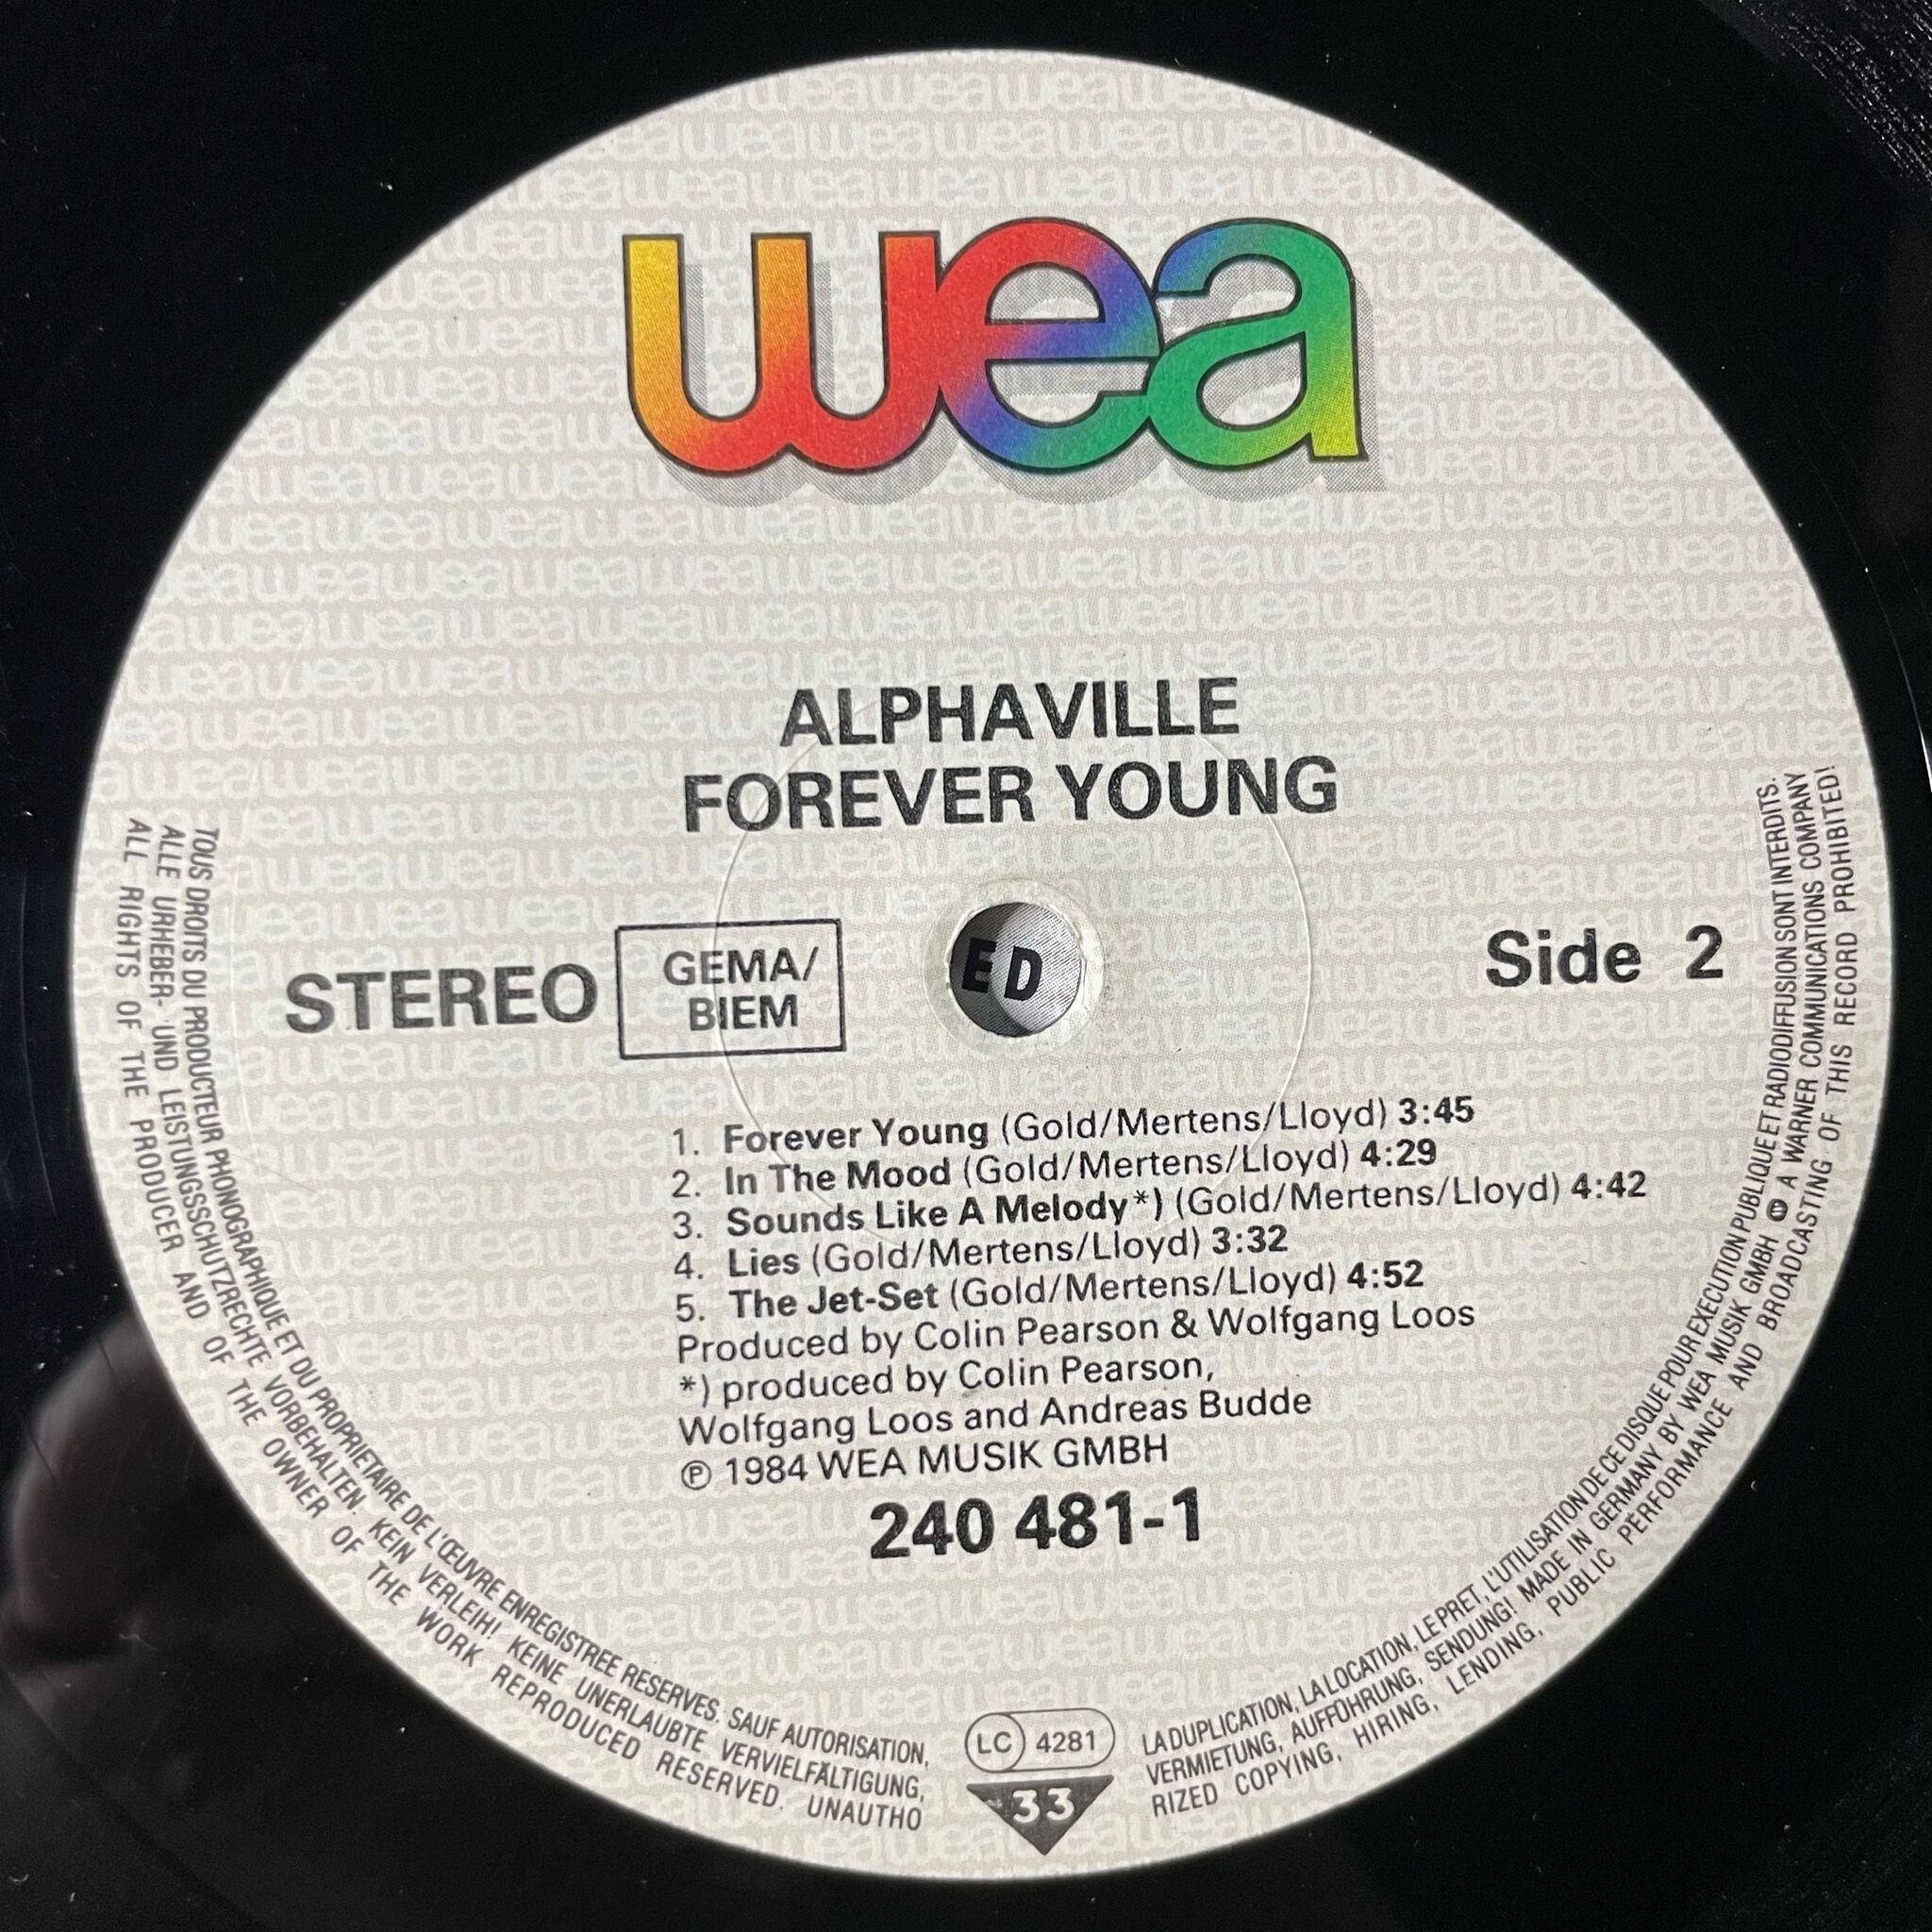 wea
ALPHAVILLE
FOREVER YOUNG
STEREO
GEMA/
BIEM
ED
Side 2
1. Forever Young (Gold/Mertens/Lloyd) 3:45
2. In The Mood (Gold/Mertens/Lloyd) 4:29
3. Sounds Like A Melody*) (Gold/Mertens/Lloyd) 4:42
4. Lies (Gold/Mertens/Lloyd) 3:32
5. The Jet-Set (Gold/Mertens/Lloyd) 4:52
Produced by Colin Pearson & Wolfgang Loos
*) produced by Colin Pearson,
Wolfgang Loos and Andreas Budde
℗ 1984 WEA MUSIK GMBH
240 481-1
TOUS DROITS DU PRODUCTEUR PHONOGRAPHIQUE ET DU PROPRIETAIRE DE L'ŒUVRE ENREGISTREE RESERVES. SAUF AUTORISATION, LA DUPLICATION, LA LOCATION, LE PRET, L'UTILISATION DE CE DISQUE POUR EXECUTION PUBLIQUE ET RADIODIFFUSION SONT INTERDITS.
ALLE URHEBER- UND LEISTUNGSSCHUTZRECHTE VORBEHALTEN. KEIN VERLEIH! KEINE UNERLAUBTE VERVIELFÄLTIGUNG, VERMIETUNG, AUFFÜHRUNG, SENDUNG! MADE IN GERMANY BY WEA MUSIK GMBH A WARNER COMMUNICATIONS COMPANY
ALL RIGHTS OF THE PRODUCER AND OF THE OWNER OF THE WORK REPRODUCED RESERVED. UNAUTHORIZED COPYING, HIRING, LENDING, PUBLIC PERFORMANCE AND BROADCASTING OF THIS RECORD PROHIBITED!
LC 4281
33